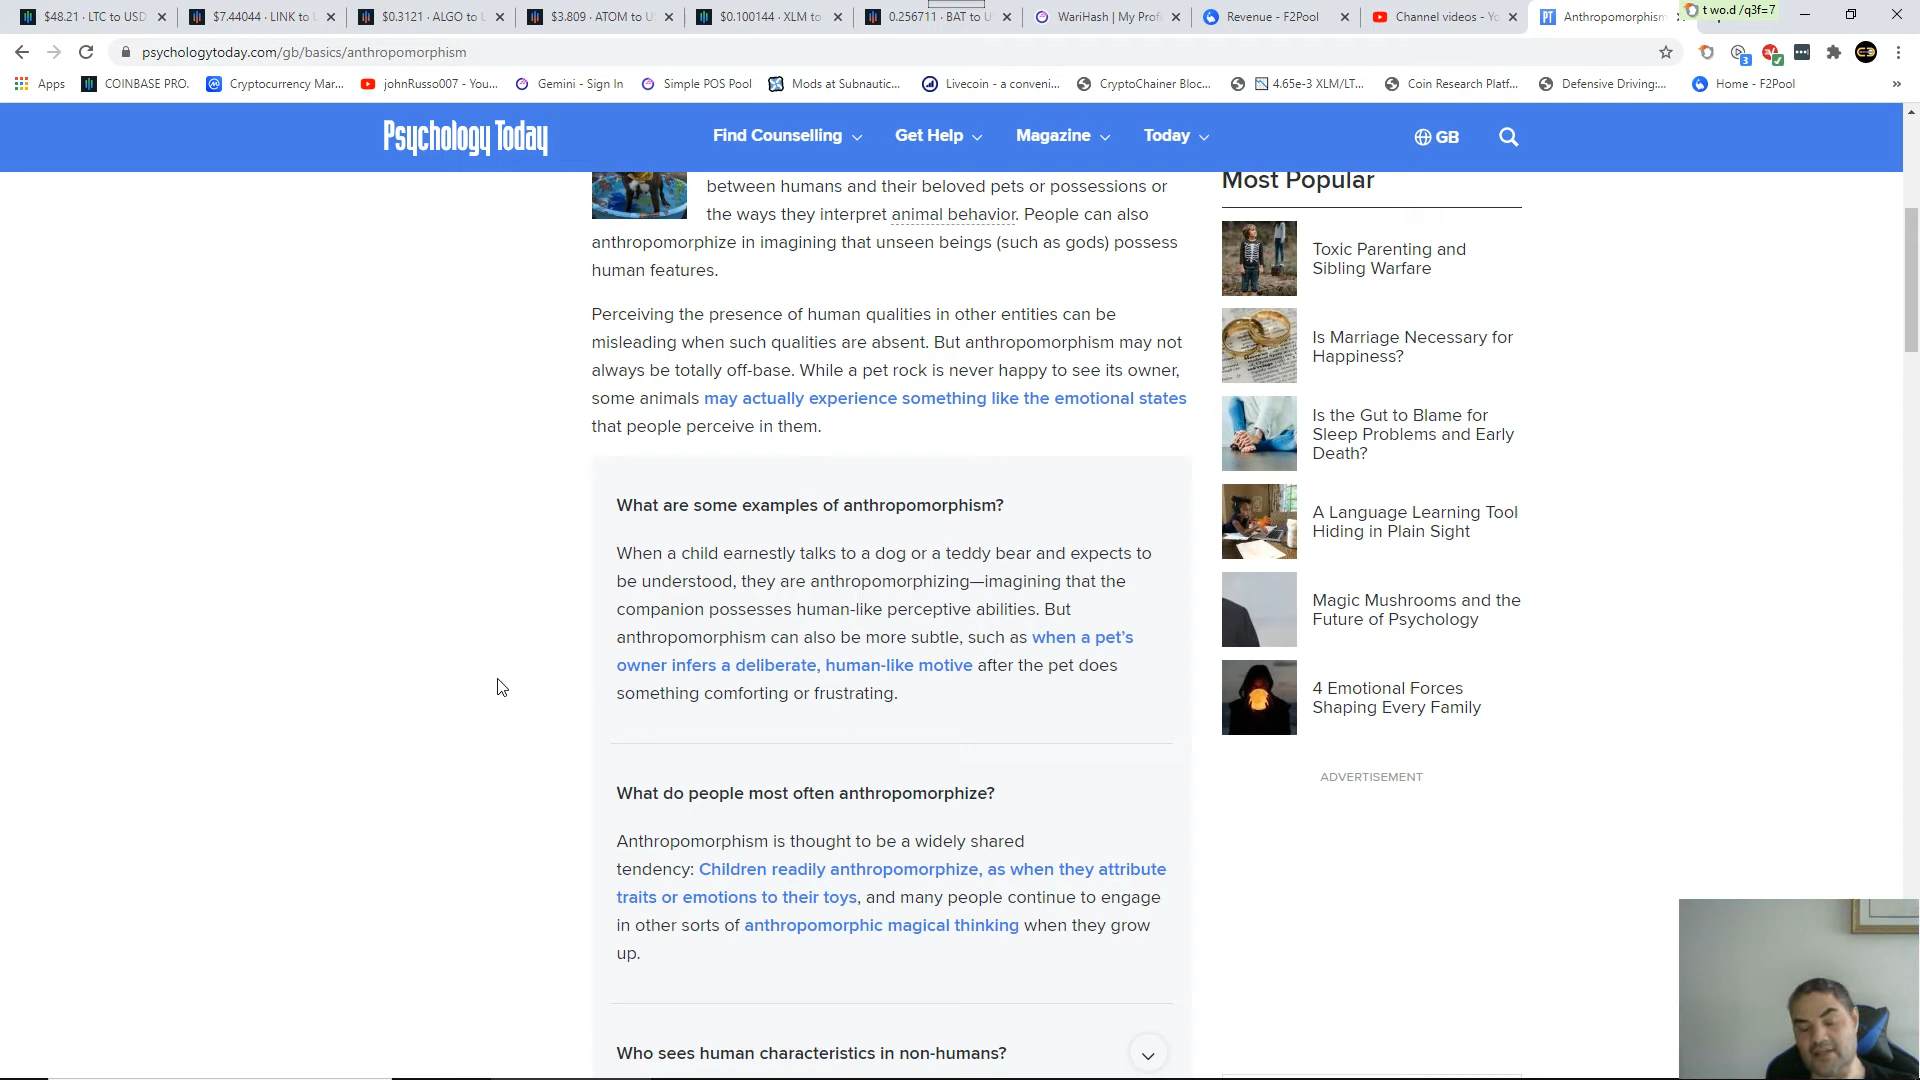 $48.21 · LTC to USD
$7.44044 · LINK to
$0.3121 · ALGO to
$3.809 · ATOM to U
$0.100144 · XLM to
0.256711 · BAT to U
WariHash | My Prof
Revenue - F2Pool
Channel videos - Yo
Anthropomorphism
psychologytoday.com/gb/basics/anthropomorphism
3
Apps
COINBASE PRO.
Cryptocurrency Mar...
johnRusso007 - You...
Gemini - Sign In
Simple POS Pool
Mods at Subnautic...
Livecoin - a conveni...
CryptoChainer Bloc...
4.65e-3 XLM/LT...
Coin Research Platf...
Defensive Driving:...
Home - F2Pool
»
Psychology Today
Find Counselling
Get Help
Magazine
Today
GB
between humans and their beloved pets or possessions or
the ways they interpret animal behavior. People can also
anthropomorphize in imagining that unseen beings (such as gods) possess
human features.
Perceiving the presence of human qualities in other entities can be
misleading when such qualities are absent. But anthropomorphism may not
always be totally off-base. While a pet rock is never happy to see its owner,
some animals may actually experience something like the emotional states
that people perceive in them.
What are some examples of anthropomorphism?
When a child earnestly talks to a dog or a teddy bear and expects to
be understood, they are anthropomorphizing—imagining that the
companion possesses human-like perceptive abilities. But
anthropomorphism can also be more subtle, such as when a pet’s
owner infers a deliberate, human-like motive after the pet does
something comforting or frustrating.
What do people most often anthropomorphize?
Anthropomorphism is thought to be a widely shared
tendency: Children readily anthropomorphize, as when they attribute
traits or emotions to their toys, and many people continue to engage
in other sorts of anthropomorphic magical thinking when they grow
up.
Who sees human characteristics in non-humans?
Most Popular
Toxic Parenting and
Sibling Warfare
Is Marriage Necessary for
Happiness?
Is the Gut to Blame for
Sleep Problems and Early
Death?
A Language Learning Tool
Hiding in Plain Sight
Magic Mushrooms and the
Future of Psychology
4 Emotional Forces
Shaping Every Family
ADVERTISEMENT